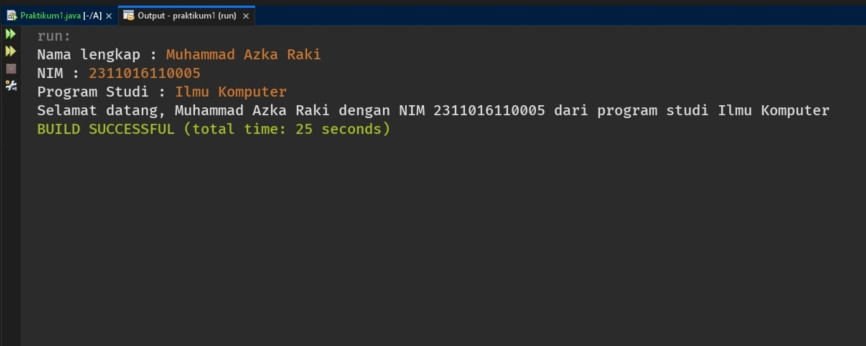 Praktikum1.java [-/A] × Output - praktikum1 (run) ×
run:
Nama lengkap : Muhammad Azka Raki
NIM : 2311016110005
Program Studi : Ilmu Komputer
Selamat datang, Muhammad Azka Raki dengan NIM 2311016110005 dari program studi Ilmu Komputer
BUILD SUCCESSFUL (total time: 25 seconds)